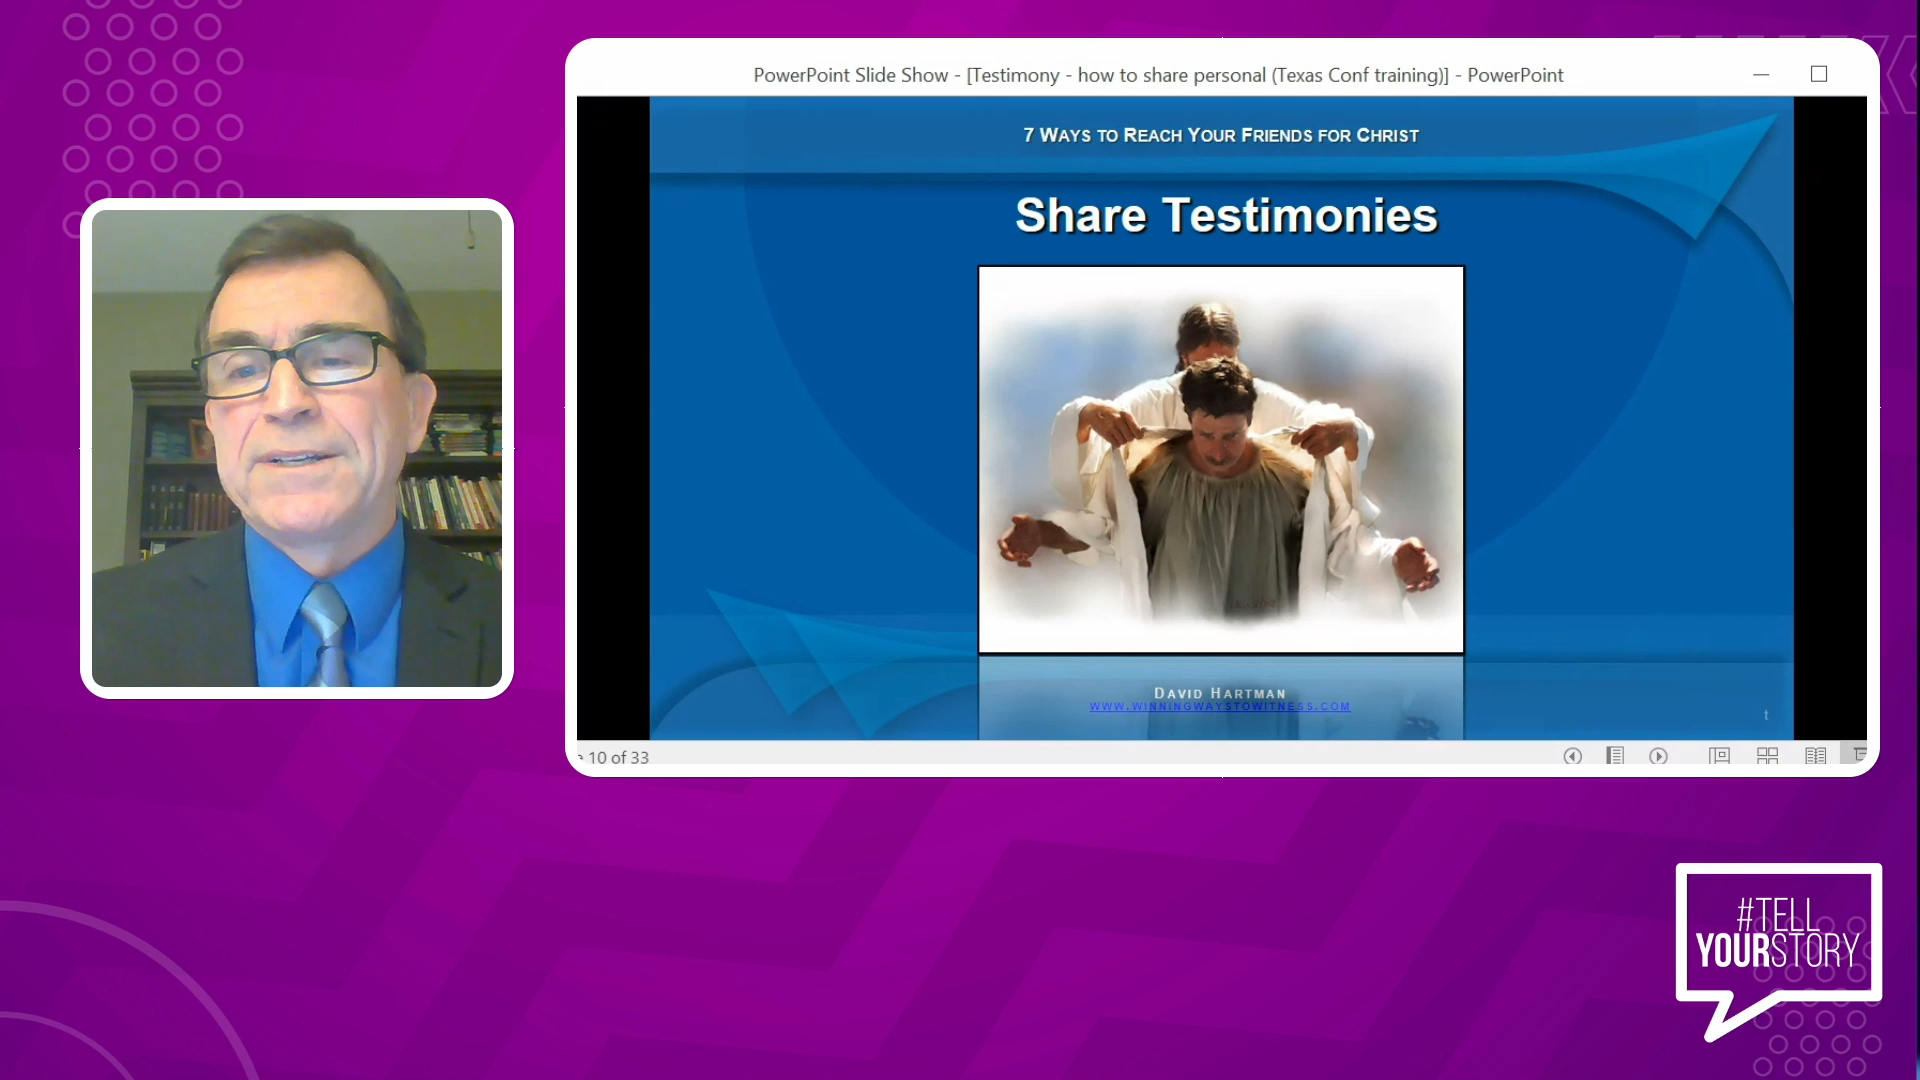 PowerPoint Slide Show - [Testimony - how to share personal (Texas Conf training)] - PowerPoint
7 WAYS TO REACH YOUR FRIENDS FOR CHRIST
Share Testimonies
DAVID HARTMAN
WWW.WINNINGWAYSTOWITNESS.COM
t
10 of 33
#TELL
YOURSTORY